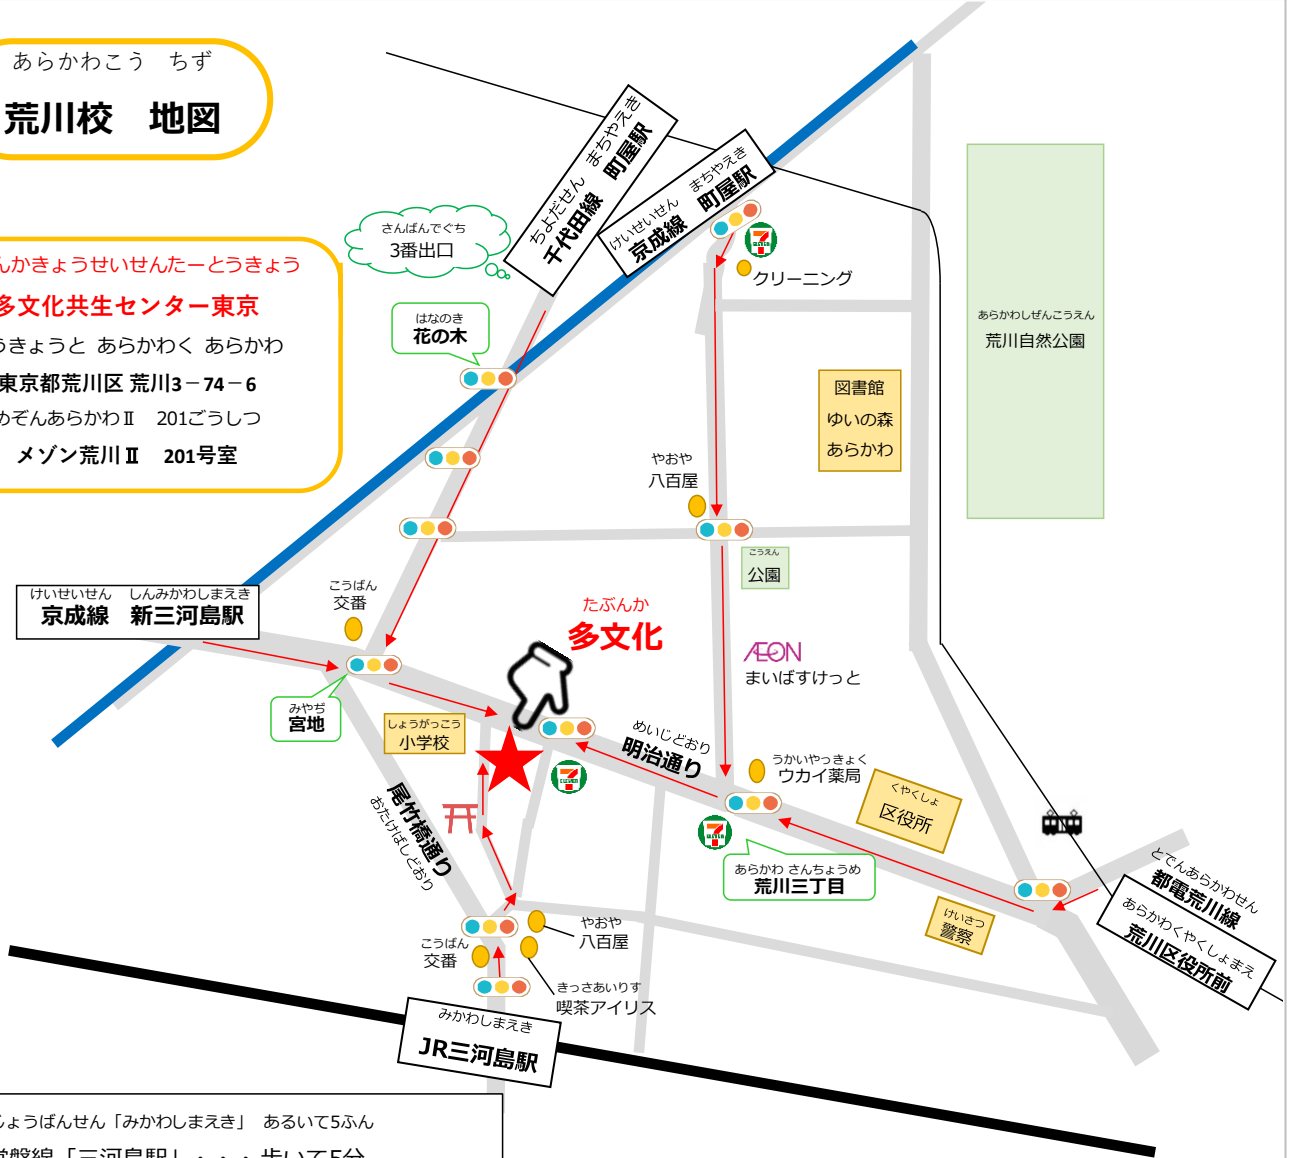 あらかわこう　ちず
荒川校　地図
んかきょうせいせんたーとうきょう
多文化共生センター東京
うきょうと あらかわく あらかわ
東京都荒川区 荒川3－74－6
めぞんあらかわⅡ　201ごうしつ
メゾン荒川Ⅱ　201号室
さんばんでぐち
3番出口
ちよだせん　まちやえき
千代田線　町屋駅
けいせいせん　まちやえき
京成線　町屋駅
はなのき
花の木
7
ELEVEN
クリーニング
あらかわしぜんこうえん
荒川自然公園
図書館
ゆいの森
あらかわ
やおや
八百屋
こうえん
公園
けいせいせん　しんみかわしまえき
京成線　新三河島駅
こうばん
交番
たぶんか
多文化
ÆON
まいばすけっと
みやぢ
宮地
しょうがっこう
小学校
めいじどおり
明治通り
うかいやっきょく
ウカイ薬局
7
ELEVEN
くやくしょ
区役所
尾竹橋通り
おたけばしどおり
7
ELEVEN
あらかわ さんちょうめ
荒川三丁目
けいさつ
警察
とでんあらかわせん
都電荒川線
あらかわくやくしょまえ
荒川区役所前
やおや
八百屋
こうばん
交番
きっさあいりす
喫茶アイリス
みかわしまえき
JR三河島駅
じょうばんせん「みかわしまえき」　あるいて5ふん
常磐線「三河島駅」・・・歩いて5分